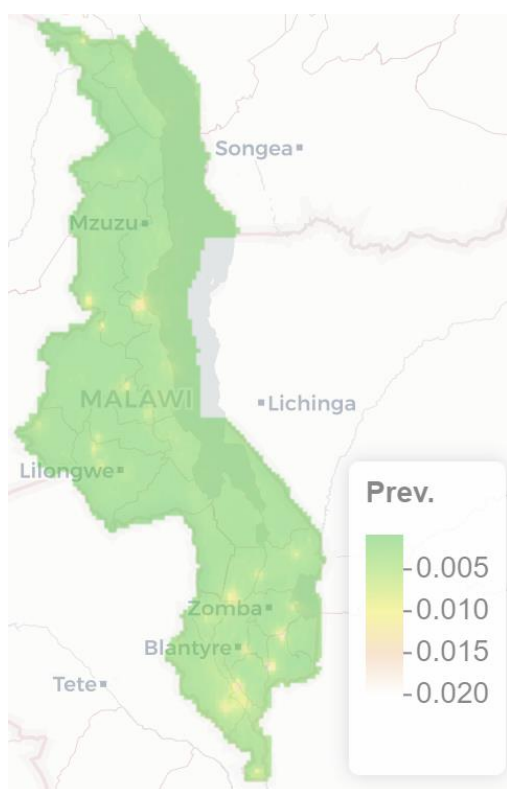 Songea
Mzuzu
MALAWI
Lichinga
Lilongwe
Prev.
0.005
0.010
0.015
0.020
Zomba
Blantyre
Tete